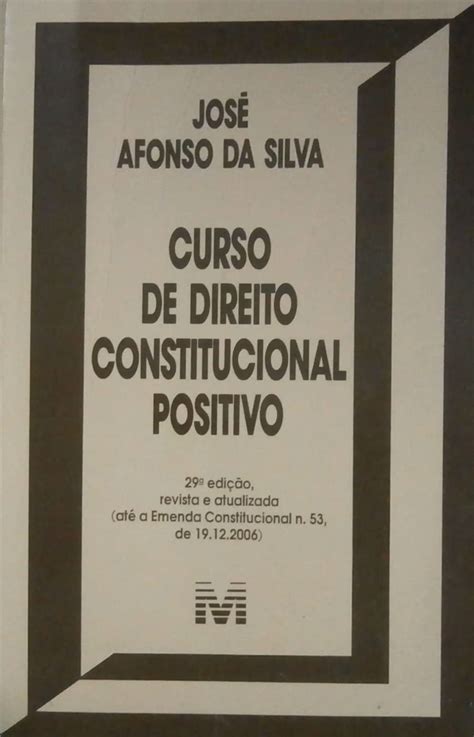 JOSÉ
AFONSO DA SILVA
CURSO
DE DIREITO
CONSTITUCIONAL
POSITIVO
29ª edição,
revista e atualizada
(até a Emenda Constitucional n. 53,
de 19.12.2006)
M